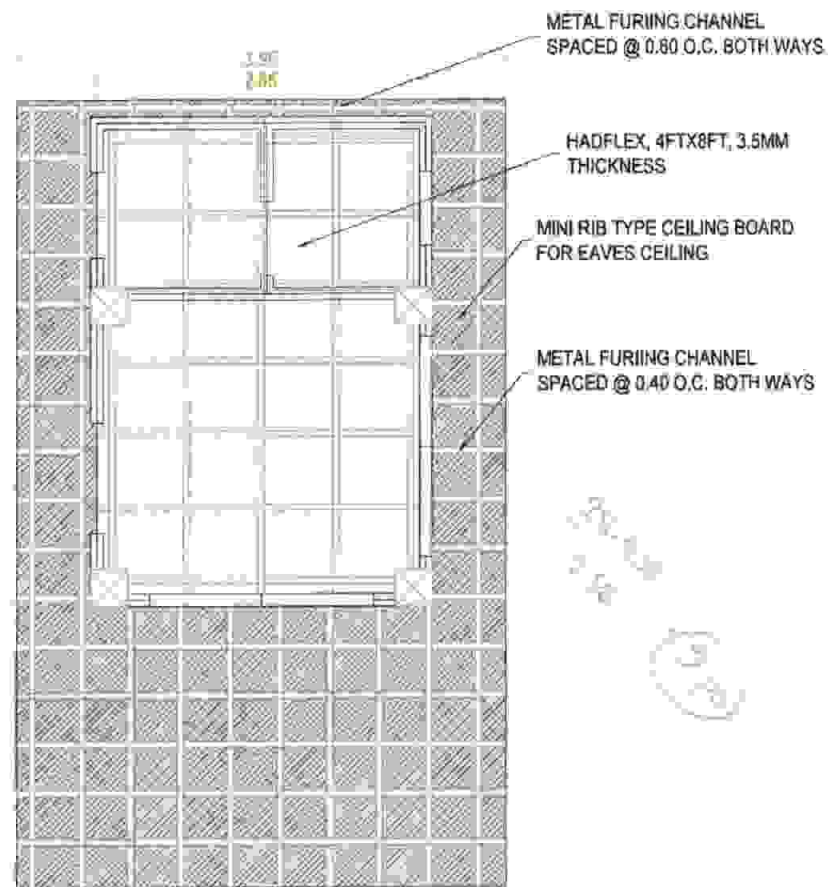 METAL FURIING CHANNEL
SPACED @ 0.60 O.C. BOTH WAYS
HADFLEX, 4FTX8FT, 3.5MM
THICKNESS
MINI RIB TYPE CEILING BOARD
FOR EAVES CEILING
METAL FURIING CHANNEL
SPACED @ 0.40 O.C. BOTH WAYS